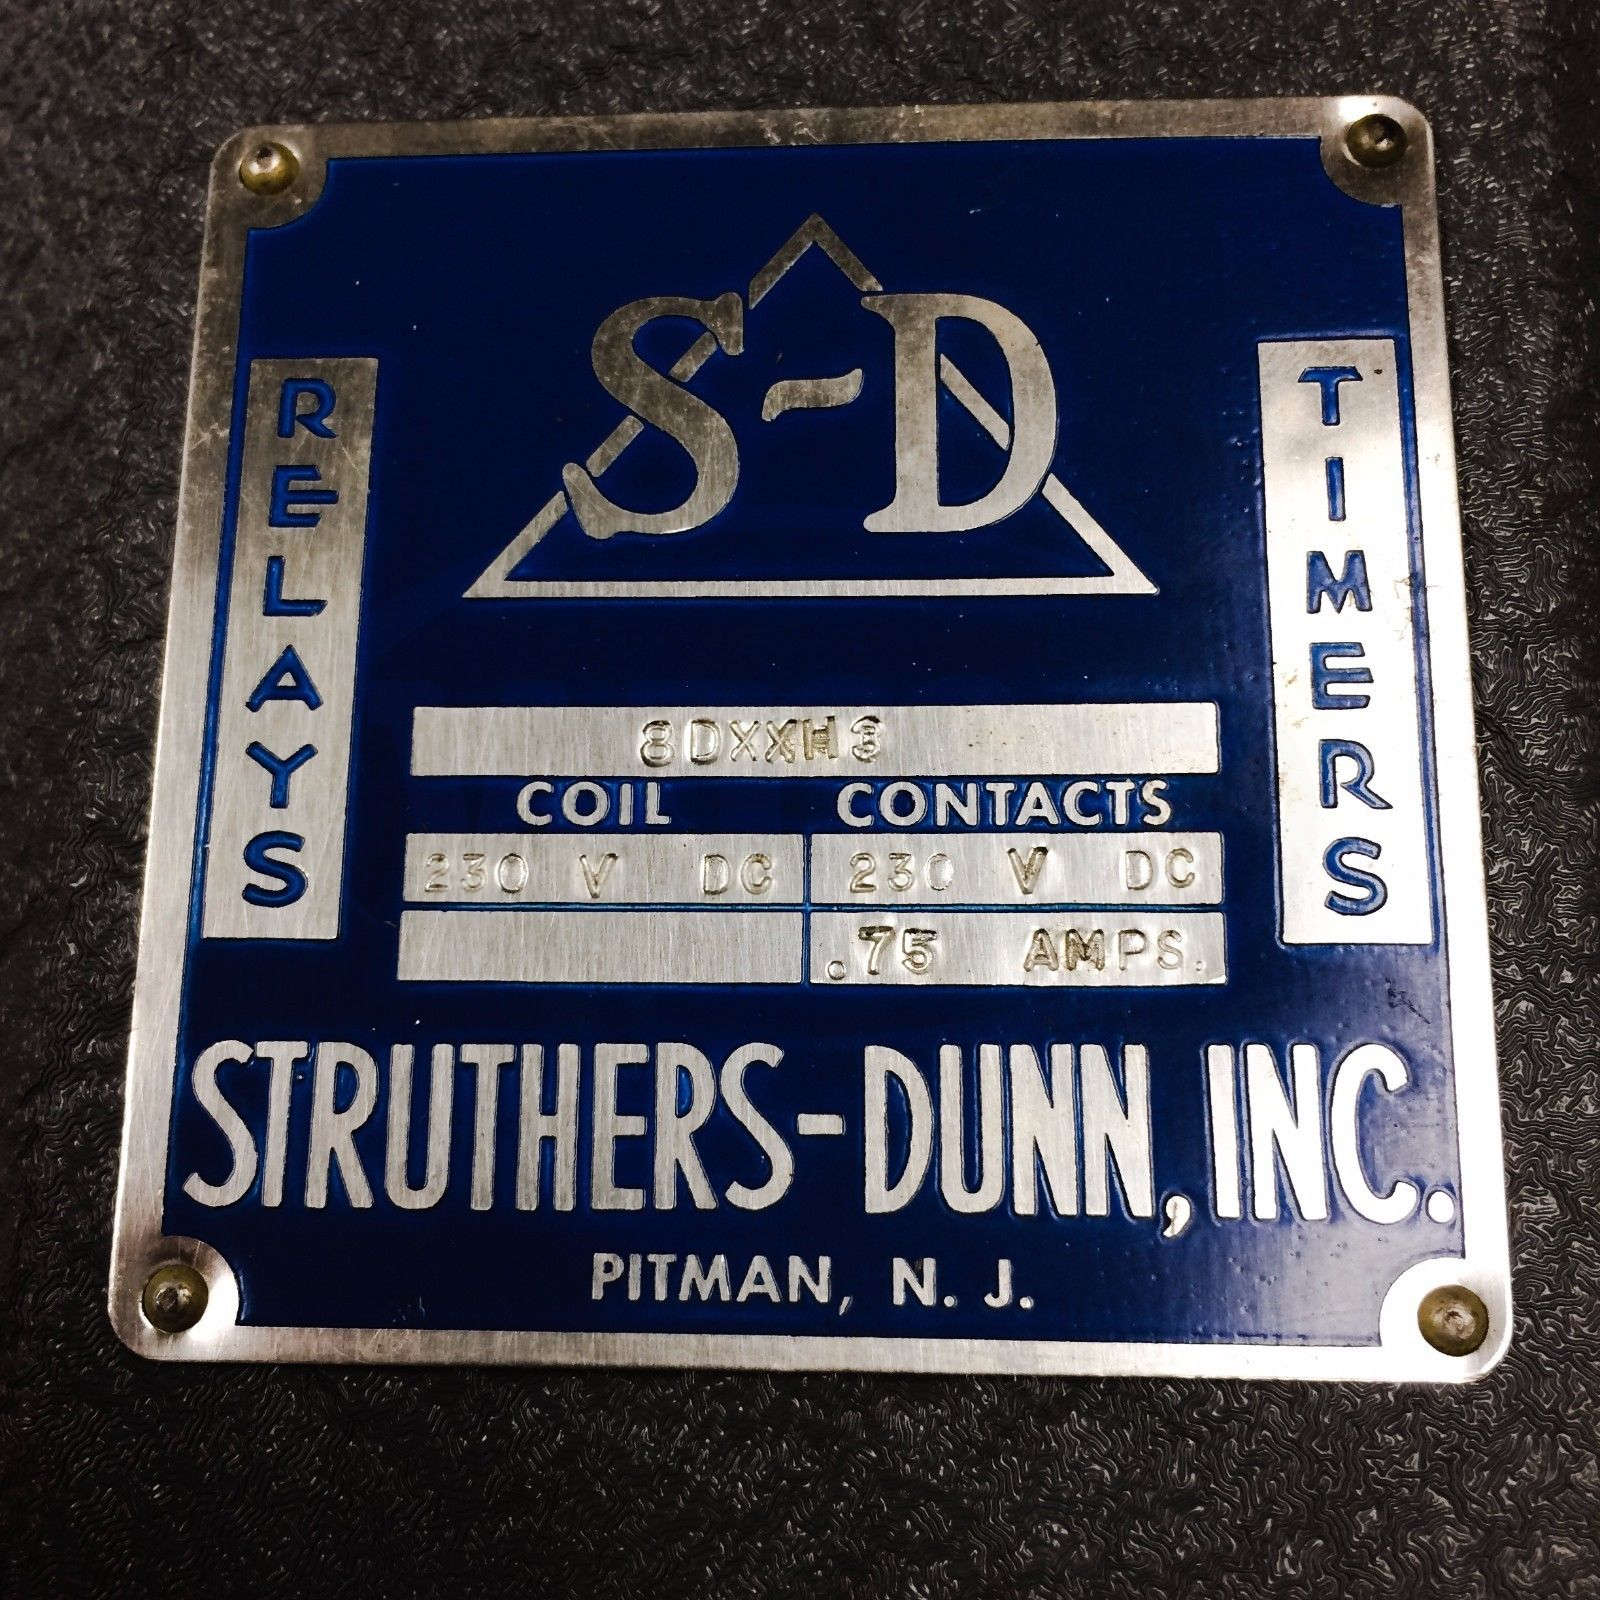 S-D
RELAYS
TIMERS
8DXXH3
COIL CONTACTS
230 V DC 230 V DC
.75 AMPS.
STRUTHERS-DUNN, INC.
PITMAN, N. J.